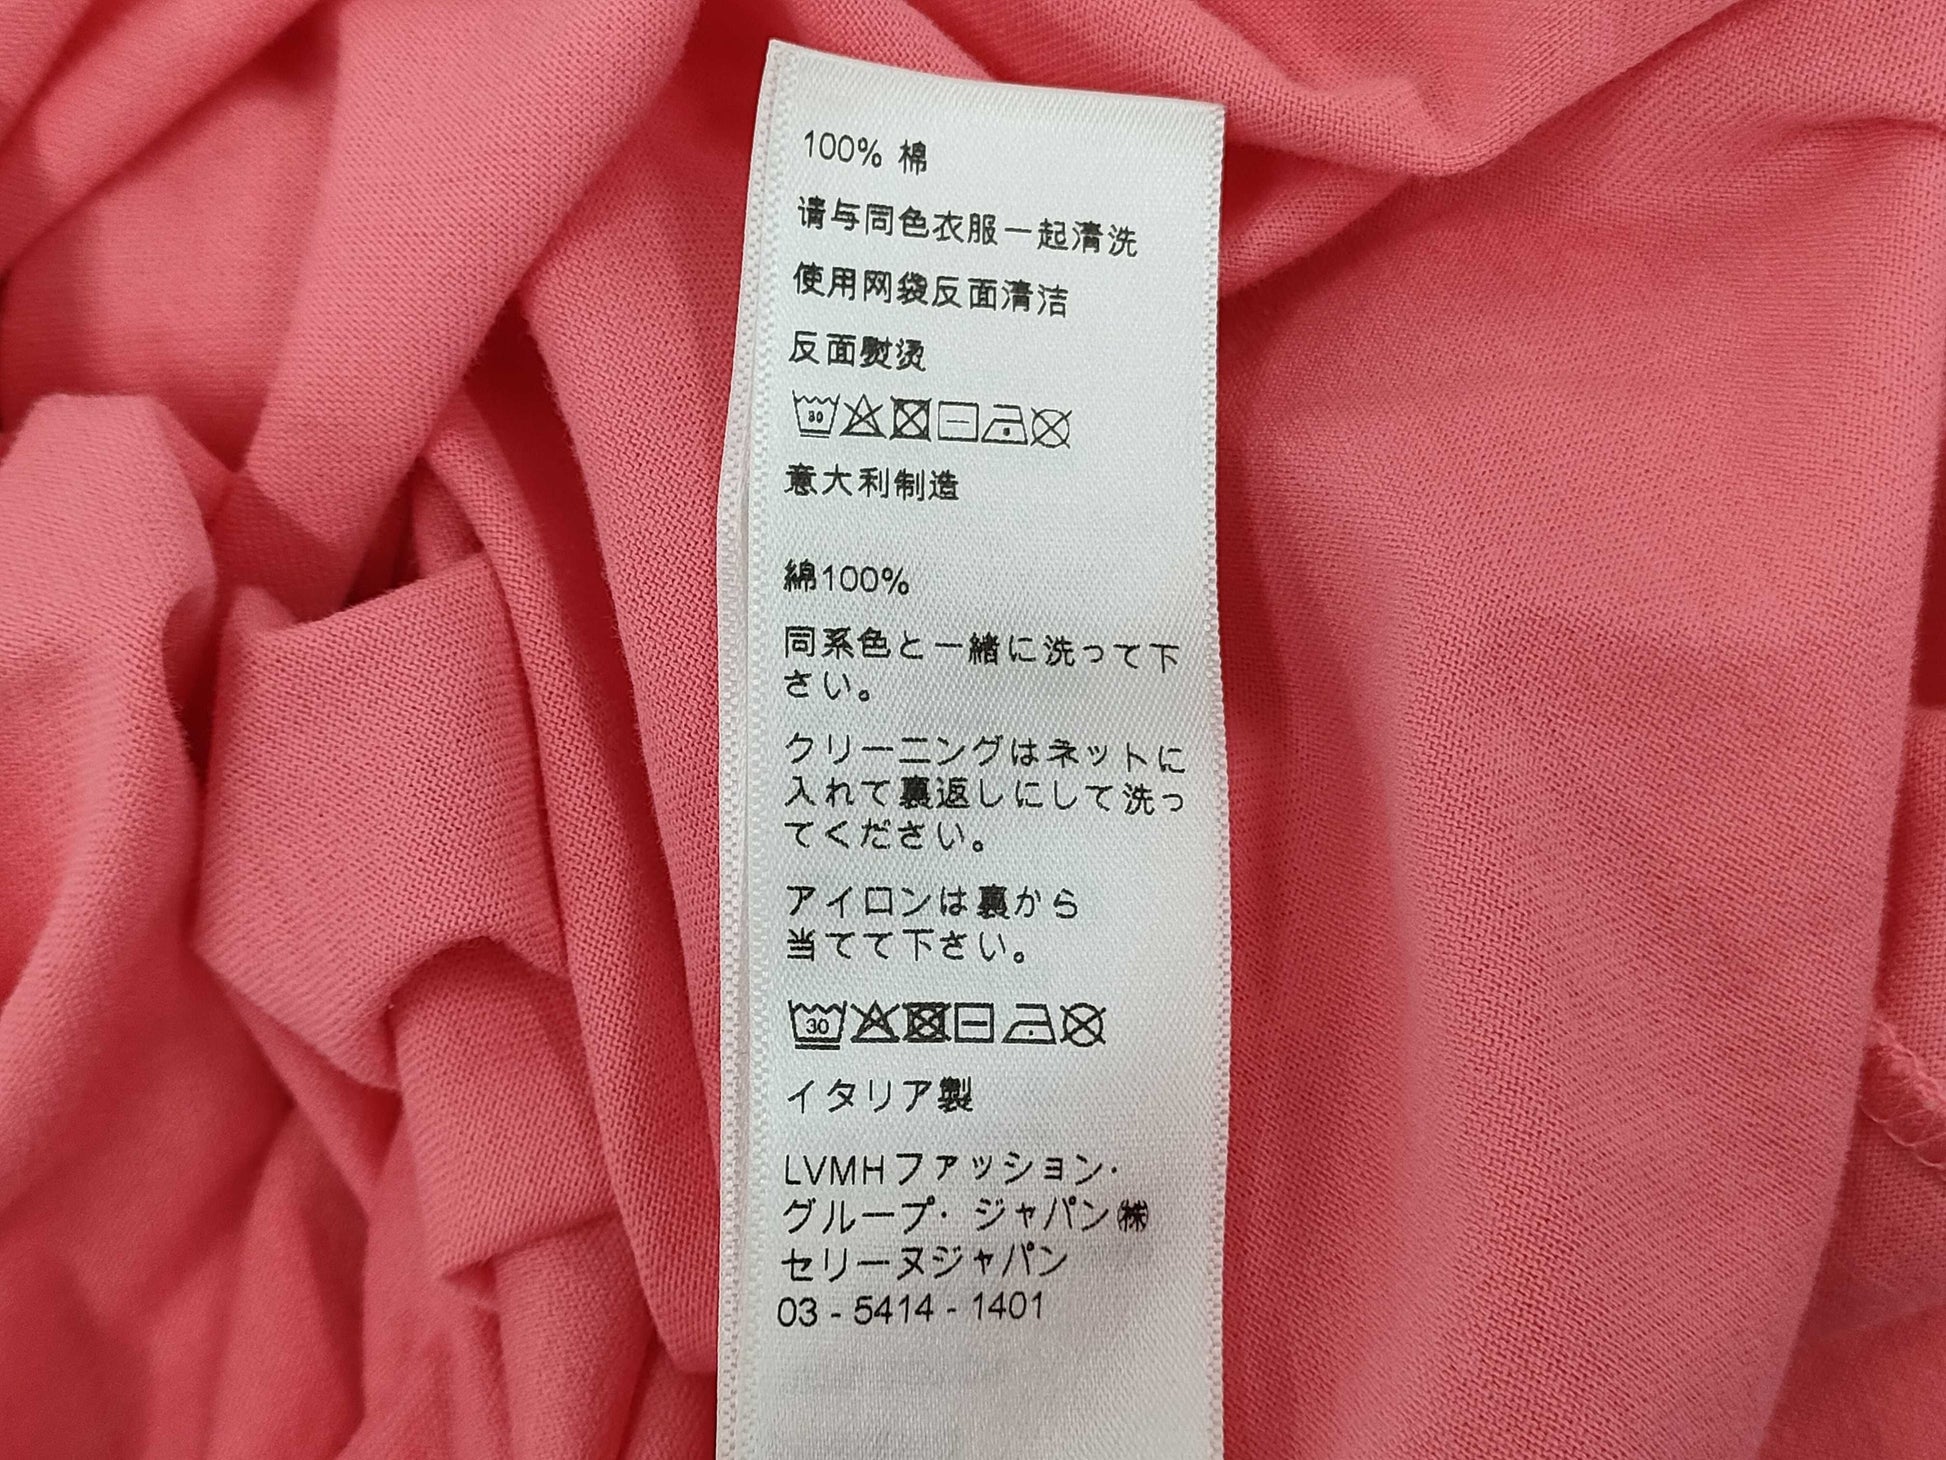 100% 棉
请与同色衣服一起清洗
使用网袋反面清洁
反面熨烫
30
意大利制造
綿100%
同系色と一緒に洗って下
さい。
クリーニングはネットに
入れて裏返しにして洗っ
てください。
アイロンは裏から
当てて下さい。
30
イタリア製
LVMHファッション·
グループ· ジャパン㈱
セリーヌジャパン
03 - 5414 - 1401